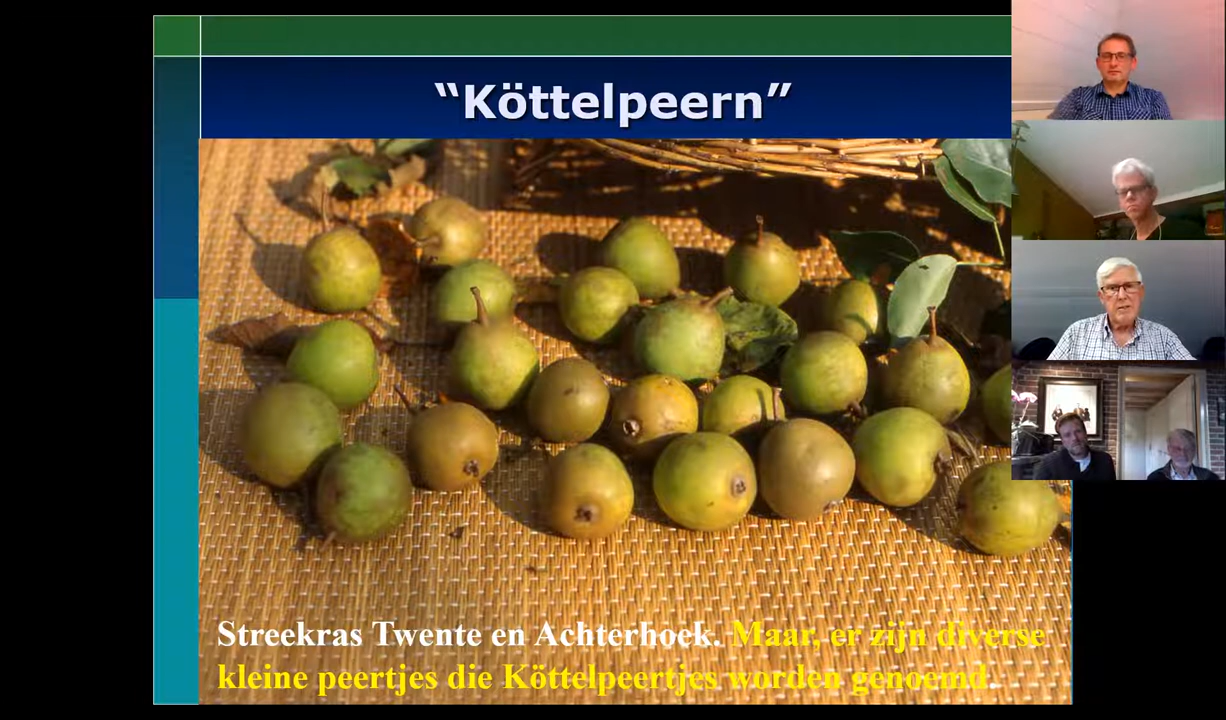 “Köttelpeern”
Streekras Twente en Achterhoek. Maar, er zijn diverse
kleine peertjes die Köttelpeertjes worden genoemd.